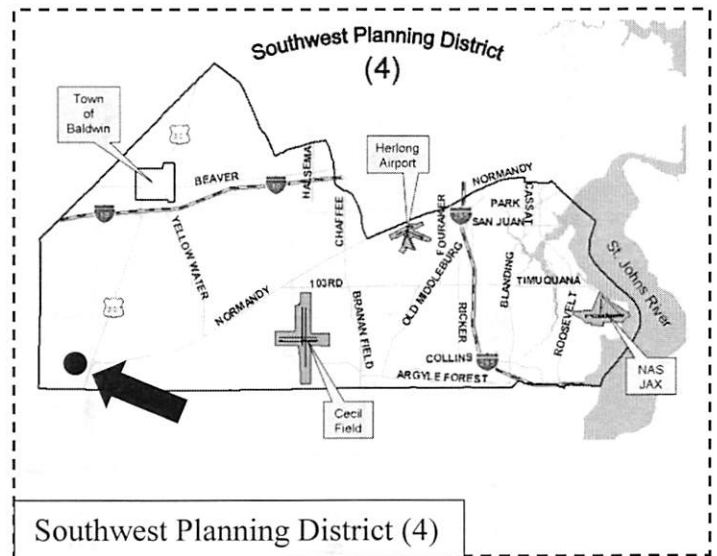 Southwest Planning District
(4)
Town
of
Baldwin
Herlong
Airport
BEAVER
HALSEMA
NORMANDY
CASSAT
PARK
SAN JUAN
FOURAKER
CHAFFEE
YELLOW WATER
OLD MIDDLEBURG
St. Johns River
103RD
NORMANDY
BRANAN FIELD
RICKER
BLANDING
TIMUQUANA
ROOSEVELT
COLLINS
ARGYLE FOREST
Cecil
Field
NAS
JAX
Southwest Planning District (4)